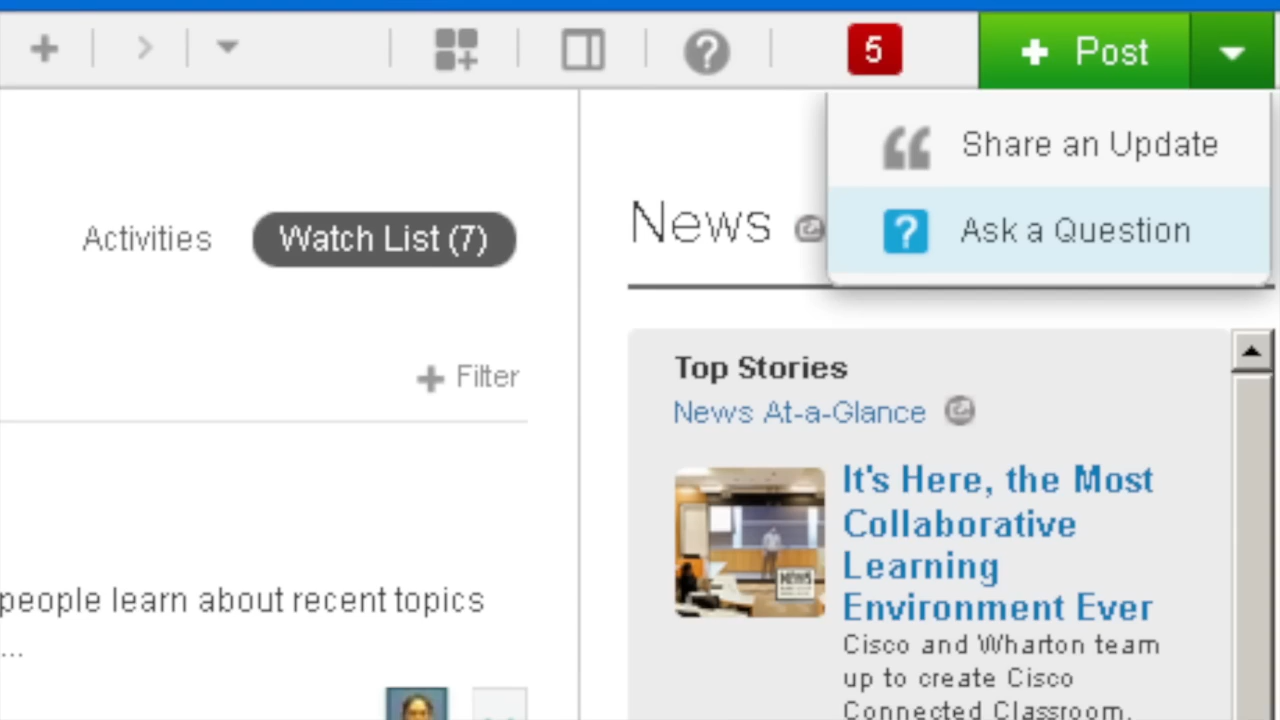 5
Post
Share an Update
Ask a Question
Activities
Watch List (7)
News
Filter
Top Stories
News At-a-Glance
It's Here, the Most
Collaborative
Learning
Environment Ever
NEWS
Cisco and Wharton team
up to create Cisco
Connected Classroom.
people learn about recent topics
...